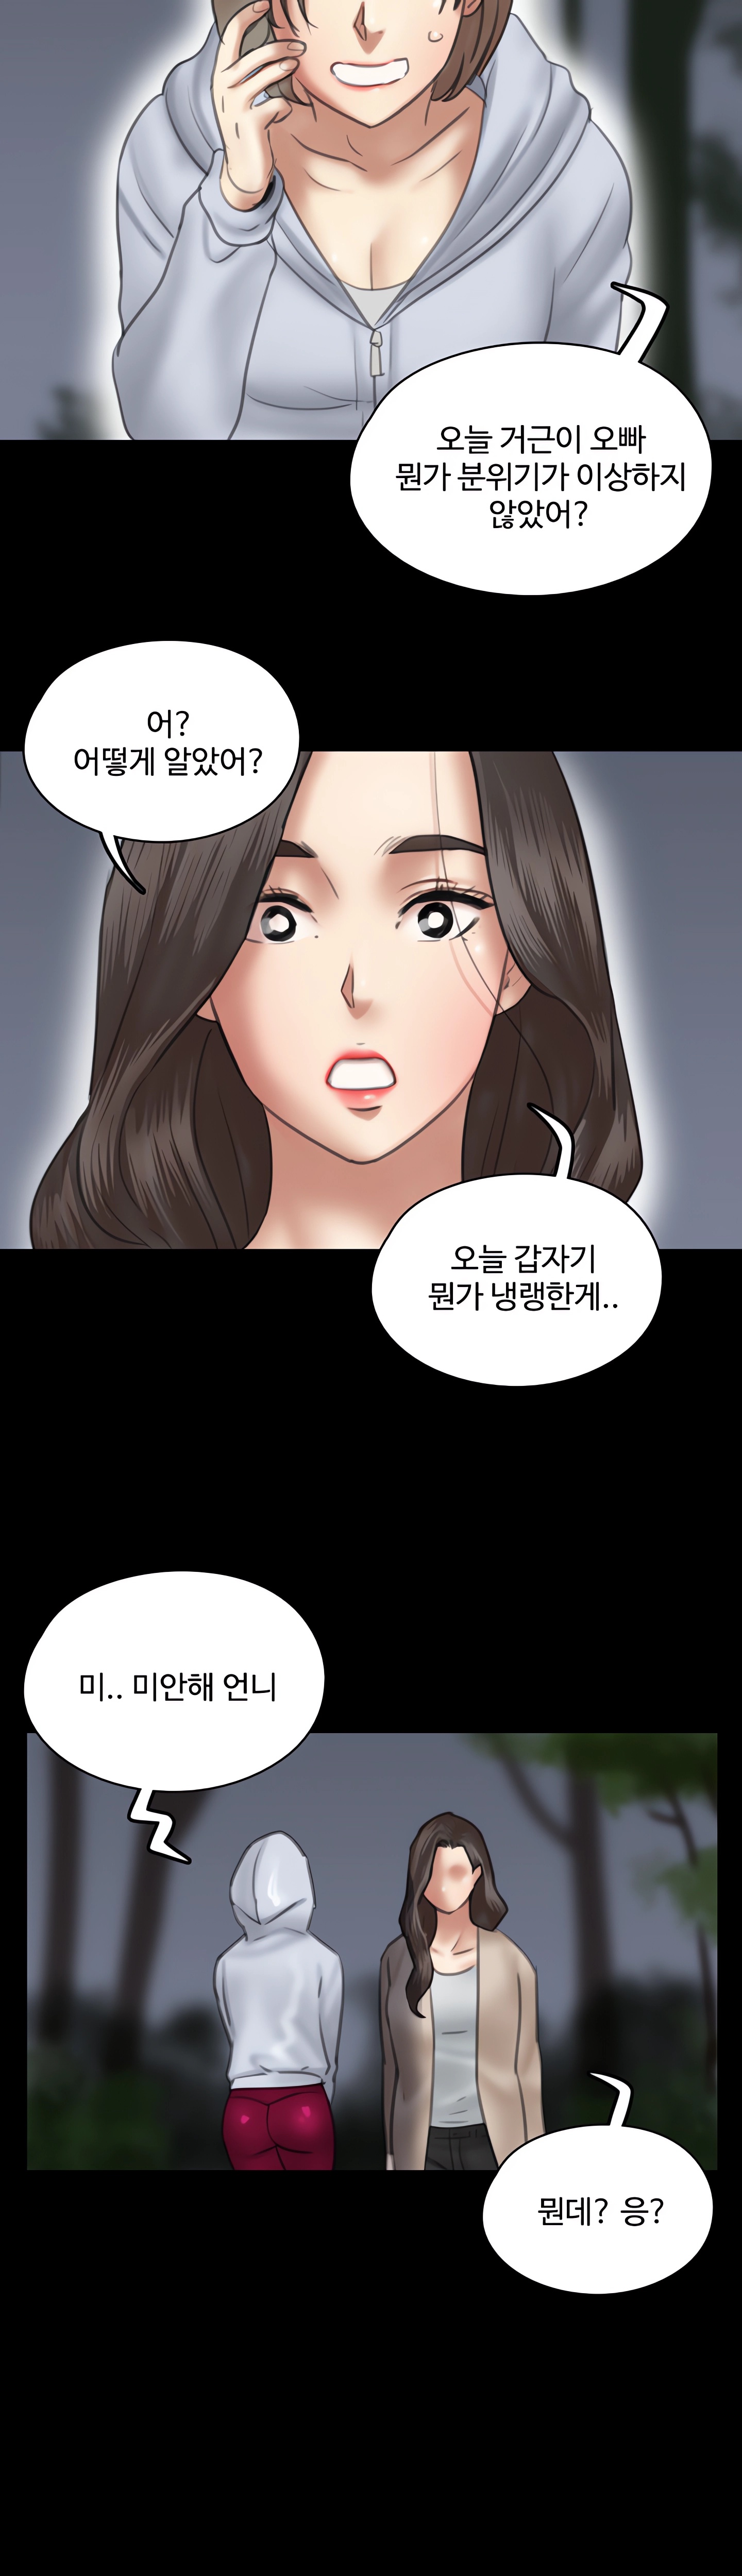 오늘 거근이 오빠
뭔가 분위기가 이상하지
않았어?
어?
어떻게 알았어?
오늘 갑자기
뭔가 냉랭한게..
미.. 미안해 언니
뭔데? 응?